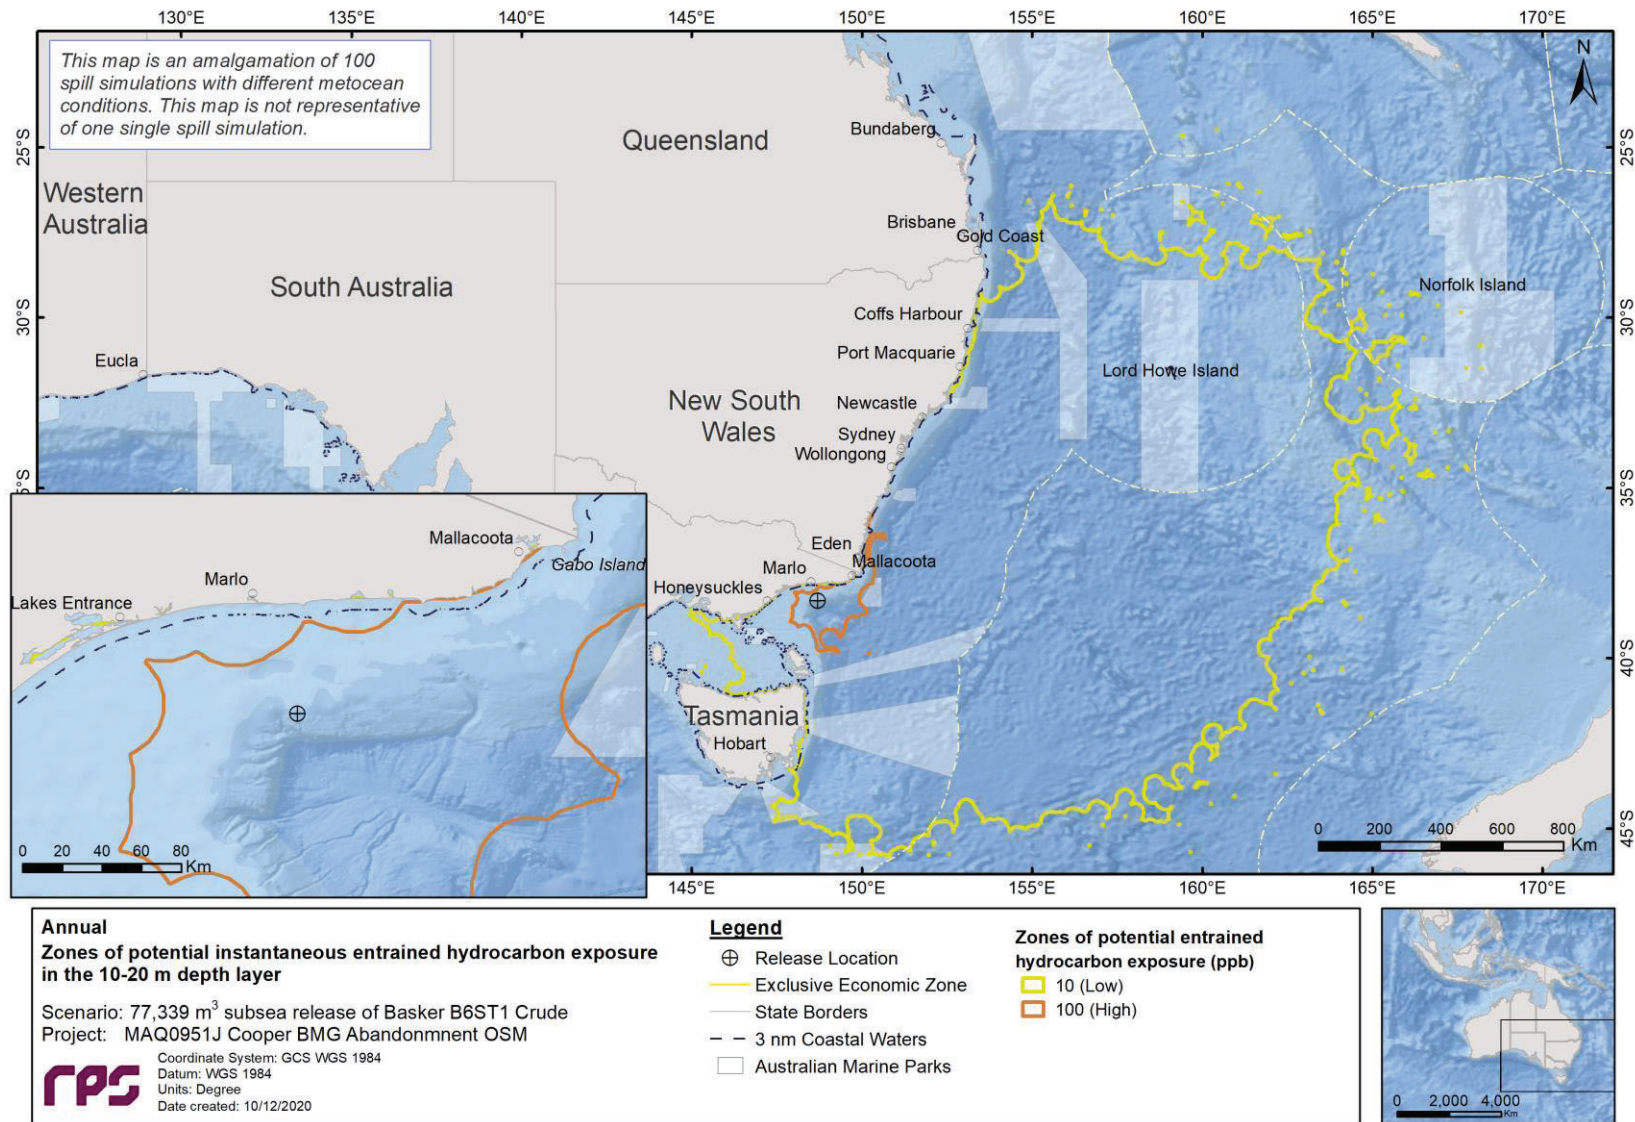 130°E 135°E 140°E 145°E 150°E 155°E 160°E 165°E 170°E
This map is an amalgamation of 100
spill simulations with different metocean
conditions. This map is not representative
of one single spill simulation.
N
25°S
25°S
Bundaberg
Queensland
Western
Australia
Brisbane
Gold Coast
South Australia
Norfolk Island
30°S
30°S
Coffs Harbour
Port Macquarie
Eucla
Lord Howe Island
New South
Wales
Newcastle
Sydney
Wollongong
5°S
35°S
Eden
Mallacoota
Marlo
Honeysuckles
Mallacoota
Gabo Island
Marlo
Lakes Entrance
40°S
Tasmania
Hobart
0 20 40 60 80
Km
0 200 400 600 800
Km
45°S
145°E 150°E 155°E 160°E 165°E 170°E
Annual
Zones of potential instantaneous entrained hydrocarbon exposure
in the 10-20 m depth layer
Scenario: 77,339 m³ subsea release of Basker B6ST1 Crude
Project: MAQ0951J Cooper BMG Abandonmnent OSM
rps
Coordinate System: GCS WGS 1984
Datum: WGS 1984
Units: Degree
Date created: 10/12/2020
Legend
Release Location
Exclusive Economic Zone
State Borders
3 nm Coastal Waters
Australian Marine Parks
Zones of potential entrained
hydrocarbon exposure (ppb)
10 (Low)
100 (High)
0 2,000 4,000
Km